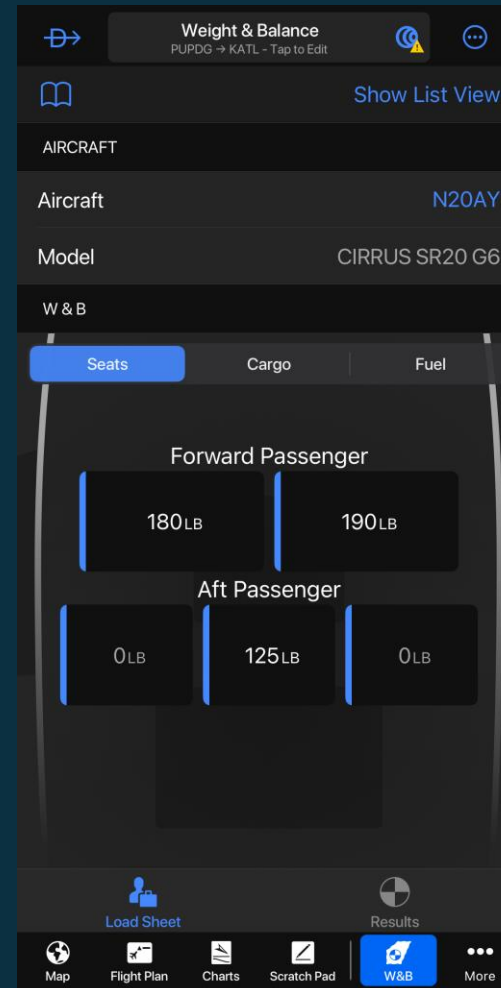 Weight & Balance
PUPDG → KATL - Tap to Edit
Show List View
AIRCRAFT
Aircraft N20AY
Model CIRRUS SR20 G6
W & B
Seats Cargo Fuel
Forward Passenger
180LB 190LB
Aft Passenger
0LB 125LB 0LB
Load Sheet Results
Map Flight Plan Charts Scratch Pad W&B More